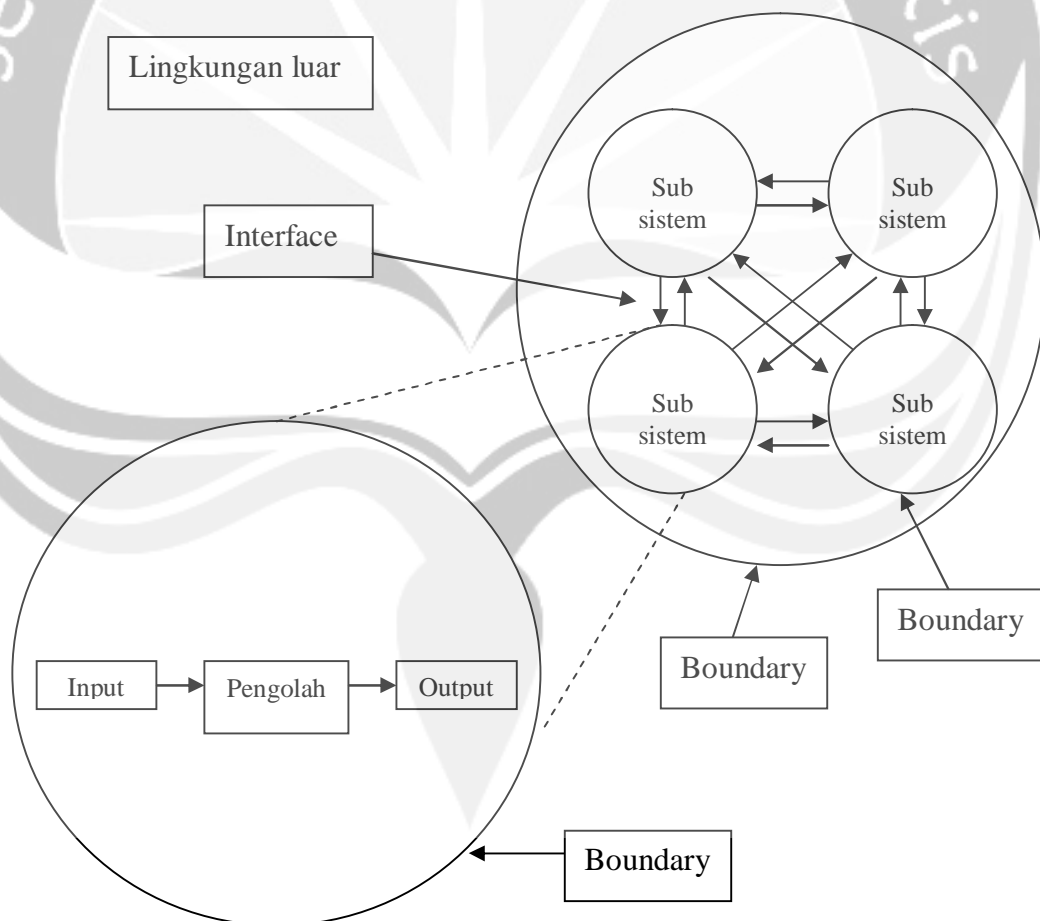 Lingkungan luar
Interface
Sub
sistem
Sub
sistem
Sub
sistem
Sub
sistem
Boundary
Boundary
Input
Pengolah
Output
Boundary